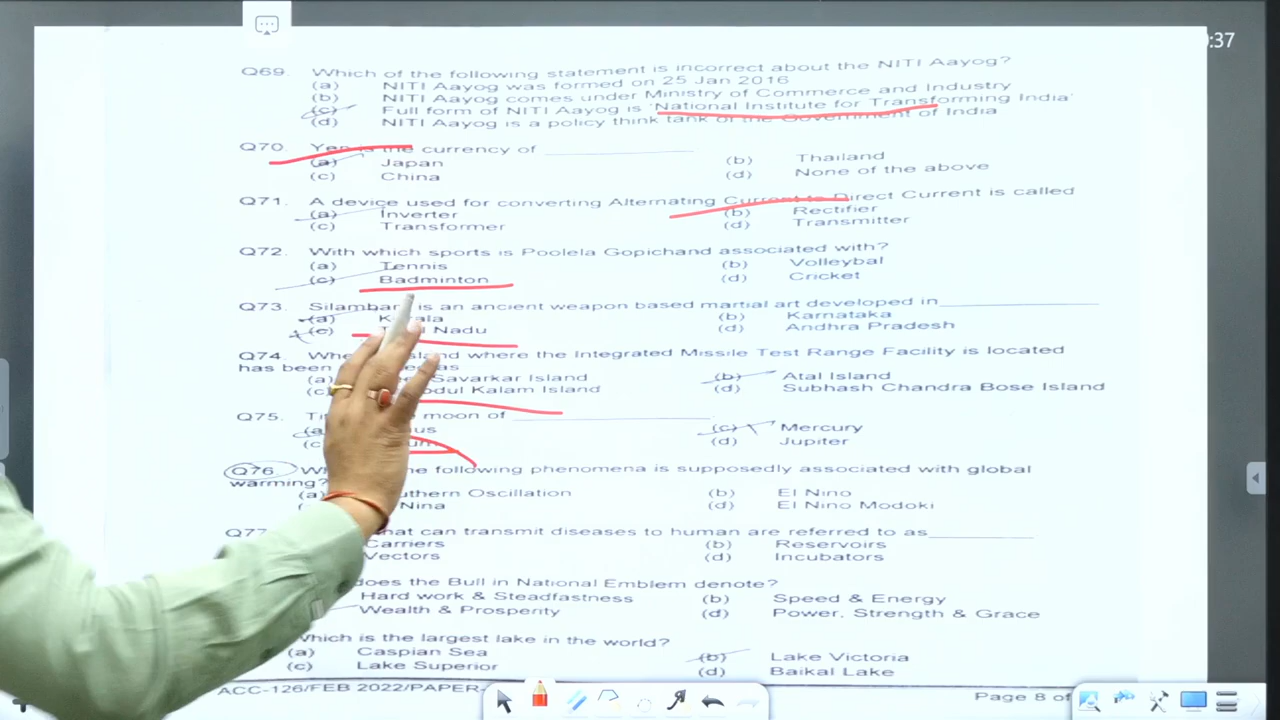 :37
Q69. Which of the following statement is incorrect about the NITI Aayog?
(a) NITI Aayog was formed on 25 Jan 2016
(b) NITI Aayog comes under Ministry of Commerce and Industry
(c) Full form of NITI Aayog is 'National Institute for Transforming India'
(d) NITI Aayog is a policy think tank of the Government of India
Q70. Yen is the currency of
(a) Japan (b) Thailand
(c) China (d) None of the above
Q71. A device used for converting Alternating Current to Direct Current is called
(a) Inverter (b) Rectifier
(c) Transformer (d) Transmitter
Q72. With which sports is Poolela Gopichand associated with?
(a) Tennis (b) Volleybal
(c) Badminton (d) Cricket
Q73. Silambam is an ancient weapon based martial art developed in
(a) Kerala (b) Karnataka
(c) Nadu (d) Andhra Pradesh
Q74. island where the Integrated Missile Test Range Facility is located
has been as
(a) Savarkar Island (b) Atal Island
(c) Kalam Island (d) Subhash Chandra Bose Island
Q75. moon of
(a) (c) Mercury
(c) (d) Jupiter
Q76. the following phenomena is supposedly associated with global
warming?
(a) Oscillation (b) El Nino
Nina (d) El Nino Modoki
Q77. that can transmit diseases to human are referred to as
Carriers (b) Reservoirs
Vectors (d) Incubators
does the Bull in National Emblem denote?
Hard work & Steadfastness (b) Speed & Energy
Wealth & Prosperity (d) Power, Strength & Grace
Which is the largest lake in the world?
(a) Caspian Sea (b) Lake Victoria
(c) Lake Superior (d) Baikal Lake
ACC-126/FEB 2022/PAPER- Page 8 of